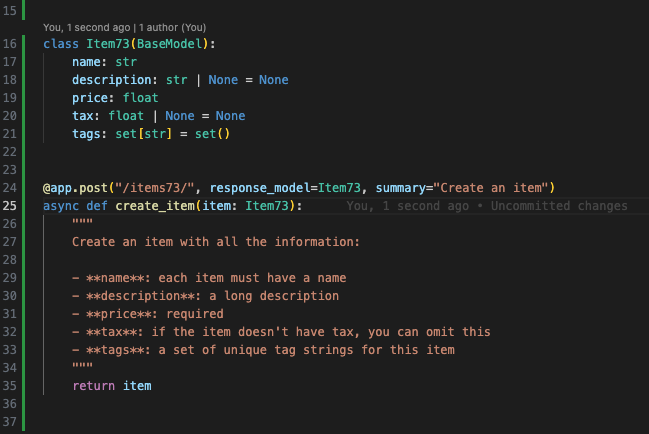 15
You, 1 second ago | 1 author (You)
16 class Item73(BaseModel):
17     name: str
18     description: str | None = None
19     price: float
20     tax: float | None = None
21     tags: set[str] = set()
22
23
24 @app.post("/items73/", response_model=Item73, summary="Create an item")
25 async def create_item(item: Item73):      You, 1 second ago • Uncommitted changes
26     """
27     Create an item with all the information:
28
29     - **name**: each item must have a name
30     - **description**: a long description
31     - **price**: required
32     - **tax**: if the item doesn't have tax, you can omit this
33     - **tags**: a set of unique tag strings for this item
34     """
35     return item
36
37